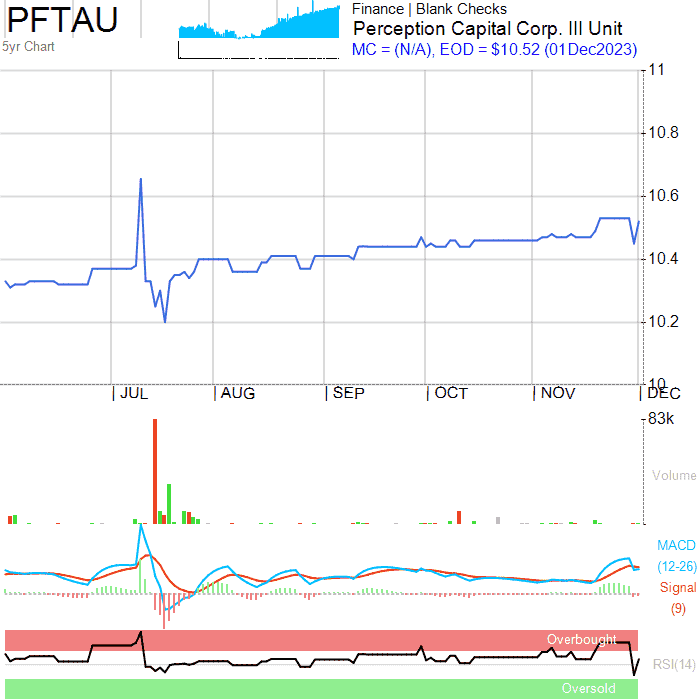 PFTAU
5yr Chart
Finance | Blank Checks
Perception Capital Corp. III Unit
MC = (N/A), EOD = $10.52 (01Dec2023)
11
10.8
10.6
10.4
10.2
10
| JUL | AUG | SEP | OCT | NOV | DEC
83k
Volume
MACD
(12-26)
Signal
(9)
Overbought
RSI(14)
Oversold